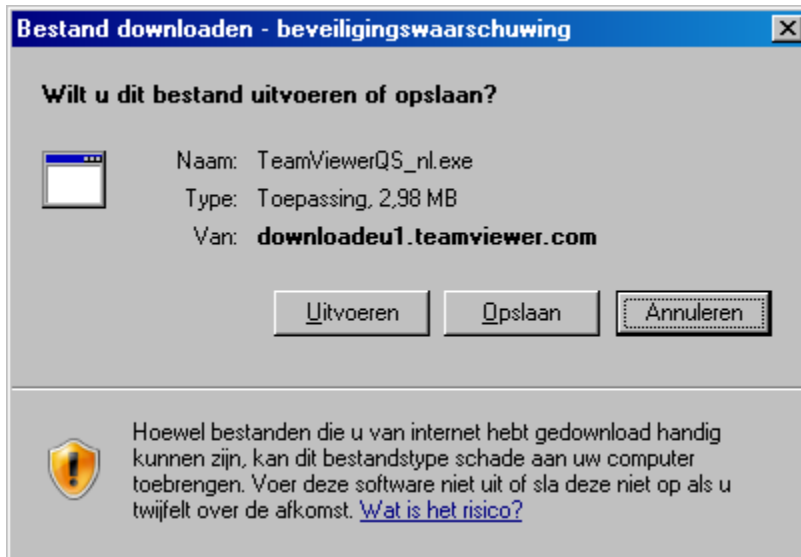 Bestand downloaden - beveiligingswaarschuwing
Wilt u dit bestand uitvoeren of opslaan?
Naam: TeamViewerQS_nl.exe
Type: Toepassing, 2,98 MB
Van: downloadeu1.teamviewer.com
Uitvoeren Opslaan Annuleren
Hoewel bestanden die u van internet hebt gedownload handig
kunnen zijn, kan dit bestandstype schade aan uw computer
toebrengen. Voer deze software niet uit of sla deze niet op als u
twijfelt over de afkomst. Wat is het risico?